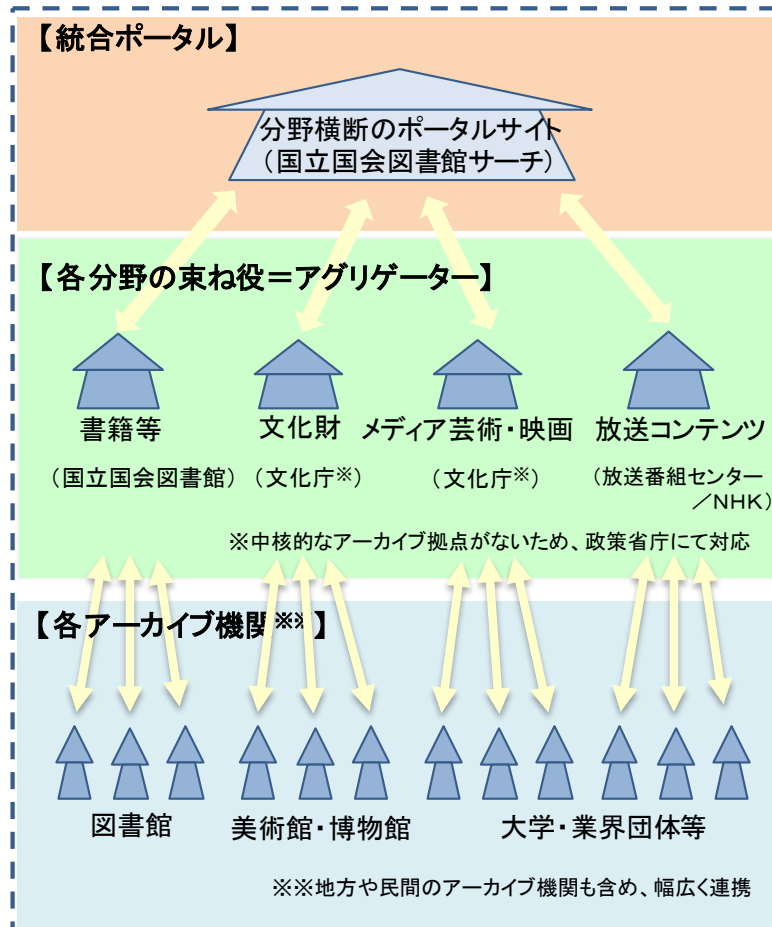 【統合ポータル】
分野横断のポータルサイト
（国立国会図書館サーチ）
【各分野の束ね役＝アグリゲーター】
書籍等 文化財 メディア芸術・映画 放送コンテンツ
（国立国会図書館） （文化庁※） （文化庁※） （放送番組センター
／NHK）
※中核的なアーカイブ拠点がないため、政策省庁にて対応
【各アーカイブ機関※※】
図書館 美術館・博物館 大学・業界団体等
※※地方や民間のアーカイブ機関も含め、幅広く連携